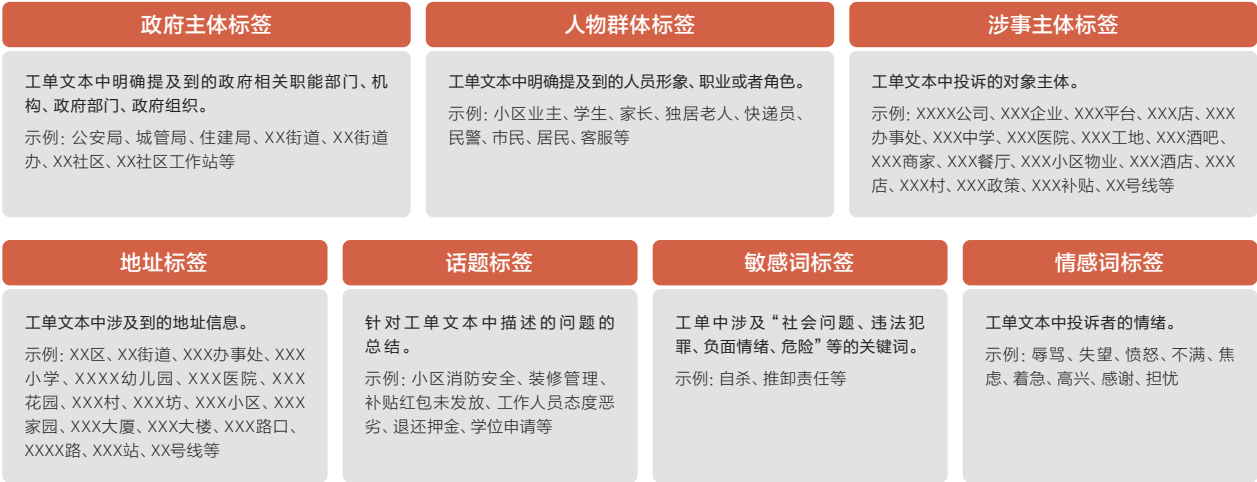 政府主体标签
工单文本中明确提及到的政府相关职能部门、机
构、政府部门、政府组织。
示例: 公安局、城管局、住建局、XX街道、XX街道
办、XX社区、XX社区工作站等
人物群体标签
工单文本中明确提及到的人员形象、职业或者角色。
示例: 小区业主、学生、家长、独居老人、快递员、
民警、市民、居民、客服等
涉事主体标签
工单文本中投诉的对象主体。
示例: XXXX公司、XXX企业、XXX平台、XXX店、XXX
办事处、XXX中学、XXX医院、XXX工地、XXX酒吧、
XXX商家、XXX餐厅、XXX小区物业、XXX酒店、XXX
店、XXX村、XXX政策、XXX补贴、XX号线等
地址标签
工单文本中涉及到的地址信息。
示例: XX区、XX街道、XXX办事处、XXX
小学、XXXX幼儿园、XXX医院、XXX
花园、XXX村、XXX坊、XXX小区、XXX
家园、XXX大厦、XXX大楼、XXX路口、
XXXX路、XXX站、XX号线等
话题标签
针对工单文本中描述的问题的
总结。
示例: 小区消防安全、装修管理、
补贴红包未发放、工作人员态度恶
劣、退还押金、学位申请等
敏感词标签
工单中涉及“社会问题、违法犯
罪、负面情绪、危险”等的关键词。
示例: 自杀、推卸责任等
情感词标签
工单文本中投诉者的情绪。
示例: 辱骂、失望、愤怒、不满、焦
虑、着急、高兴、感谢、担忧